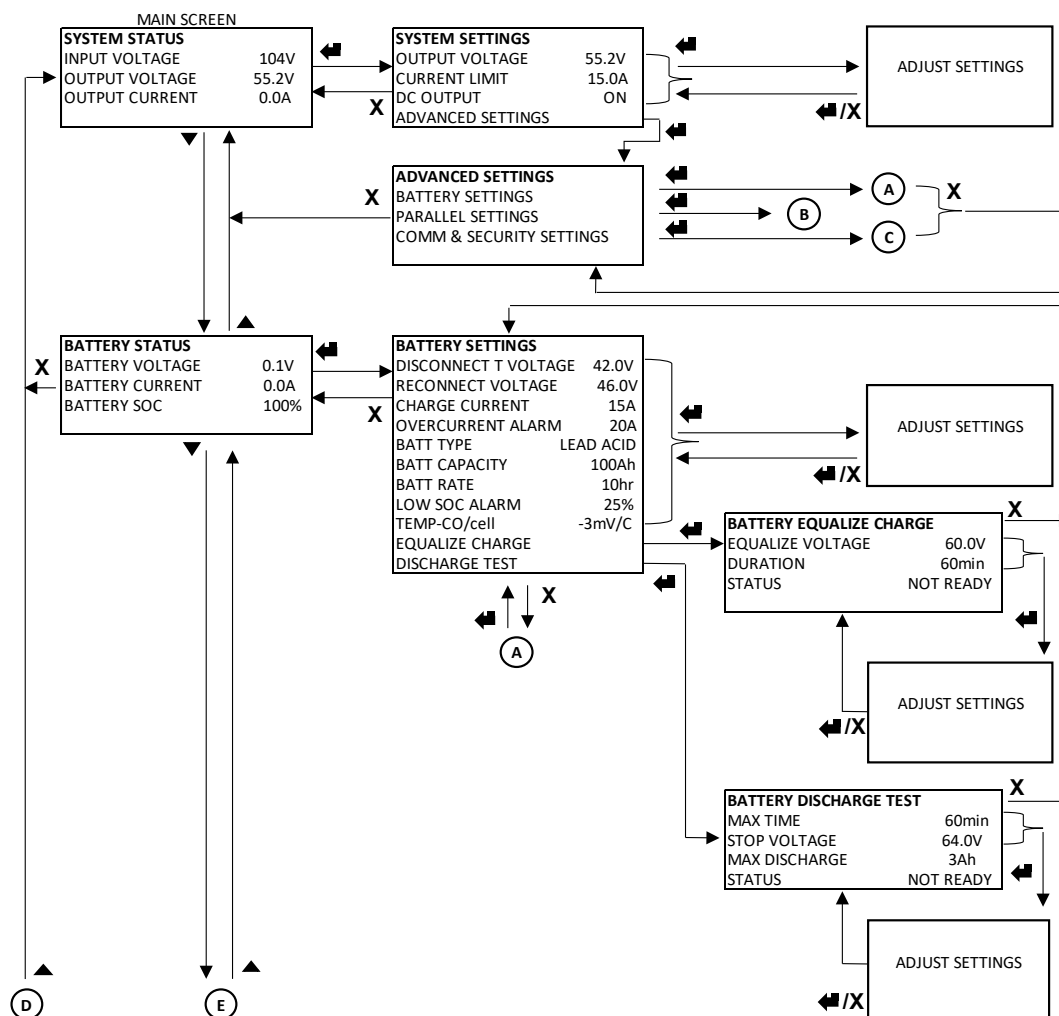 MAIN SCREEN
SYSTEM STATUS
INPUT VOLTAGE 104V
OUTPUT VOLTAGE 55.2V
OUTPUT CURRENT 0.0A
X
SYSTEM SETTINGS
OUTPUT VOLTAGE 55.2V
CURRENT LIMIT 15.0A
DC OUTPUT ON
ADVANCED SETTINGS
ADJUST SETTINGS
/X
ADVANCED SETTINGS
BATTERY SETTINGS
PARALLEL SETTINGS
COMM & SECURITY SETTINGS
X
A
B
C
X
BATTERY STATUS
BATTERY VOLTAGE 0.1V
BATTERY CURRENT 0.0A
BATTERY SOC 100%
X
X
BATTERY SETTINGS
DISCONNECT T VOLTAGE 42.0V
RECONNECT VOLTAGE 46.0V
CHARGE CURRENT 15A
OVERCURRENT ALARM 20A
BATT TYPE LEAD ACID
BATT CAPACITY 100Ah
BATT RATE 10hr
LOW SOC ALARM 25%
TEMP-CO/cell -3mV/C
EQUALIZE CHARGE
DISCHARGE TEST
X
A
ADJUST SETTINGS
/X
BATTERY EQUALIZE CHARGE
EQUALIZE VOLTAGE 60.0V
DURATION 60min
STATUS NOT READY
X
ADJUST SETTINGS
/X
BATTERY DISCHARGE TEST
MAX TIME 60min
STOP VOLTAGE 64.0V
MAX DISCHARGE 3Ah
STATUS NOT READY
X
ADJUST SETTINGS
/X
D
E